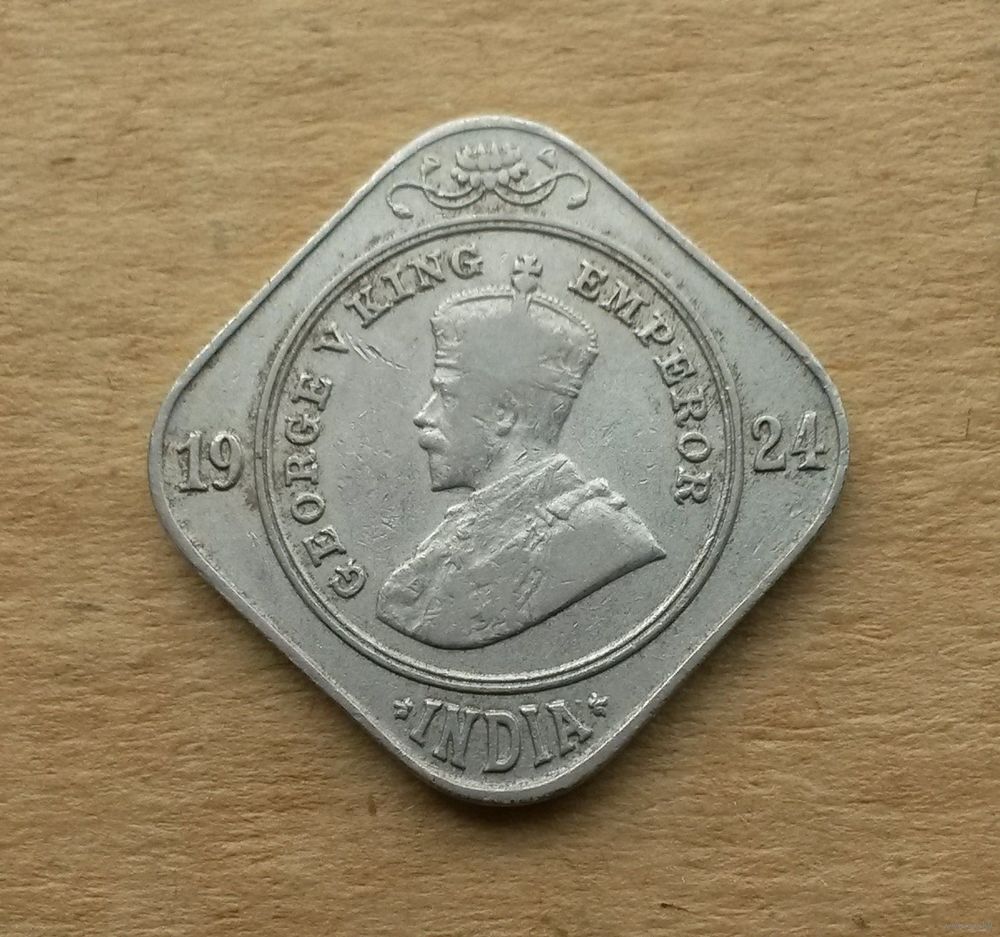 GEORGE V KING EMPEROR
19 24
INDIA